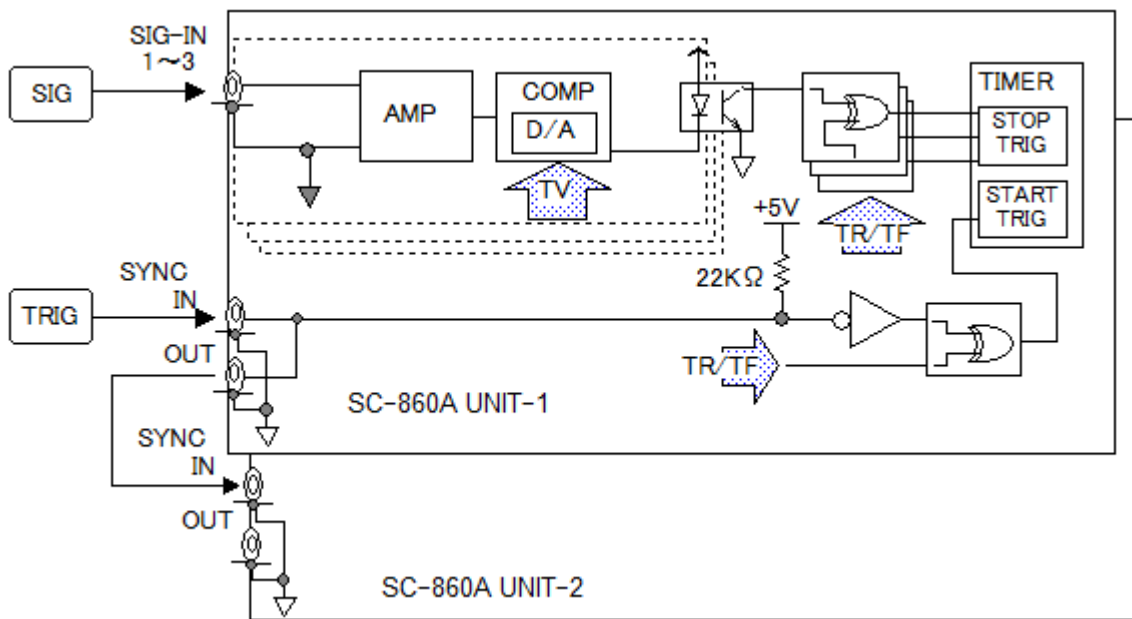 SIG-IN
1～3
SIG
AMP
COMP
D/A
TV
TIMER
STOP
TRIG
START
TRIG
TR/TF
+5V
22KΩ
SYNC
IN
TRIG
OUT
TR/TF
SC-860A UNIT-1
SYNC
IN
OUT
SC-860A UNIT-2